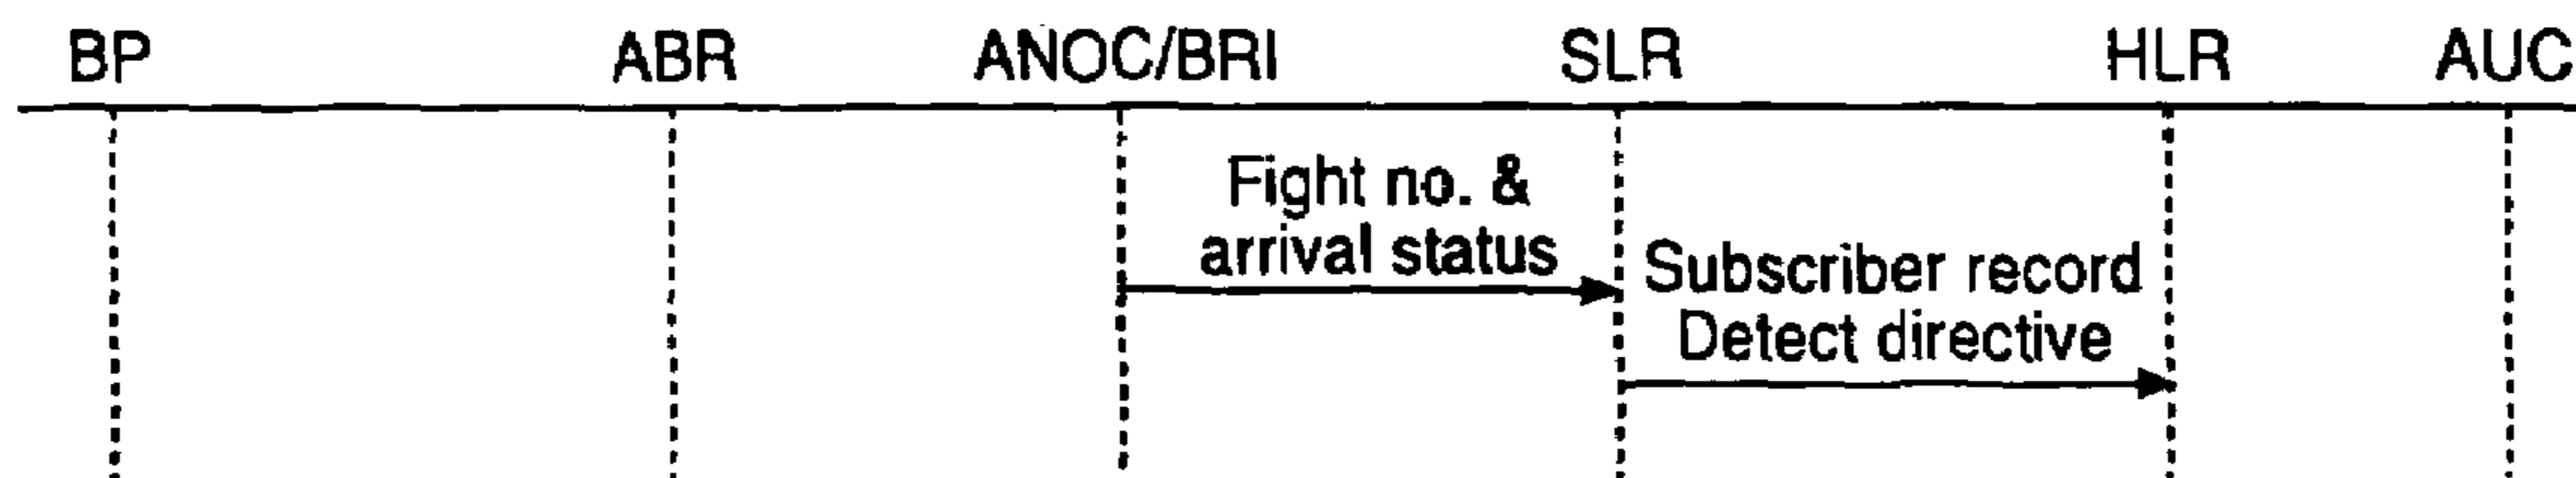 BP ABR ANOC/BRI SLR HLR AUC
Fight no. &
arrival status
Subscriber record
Detect directive